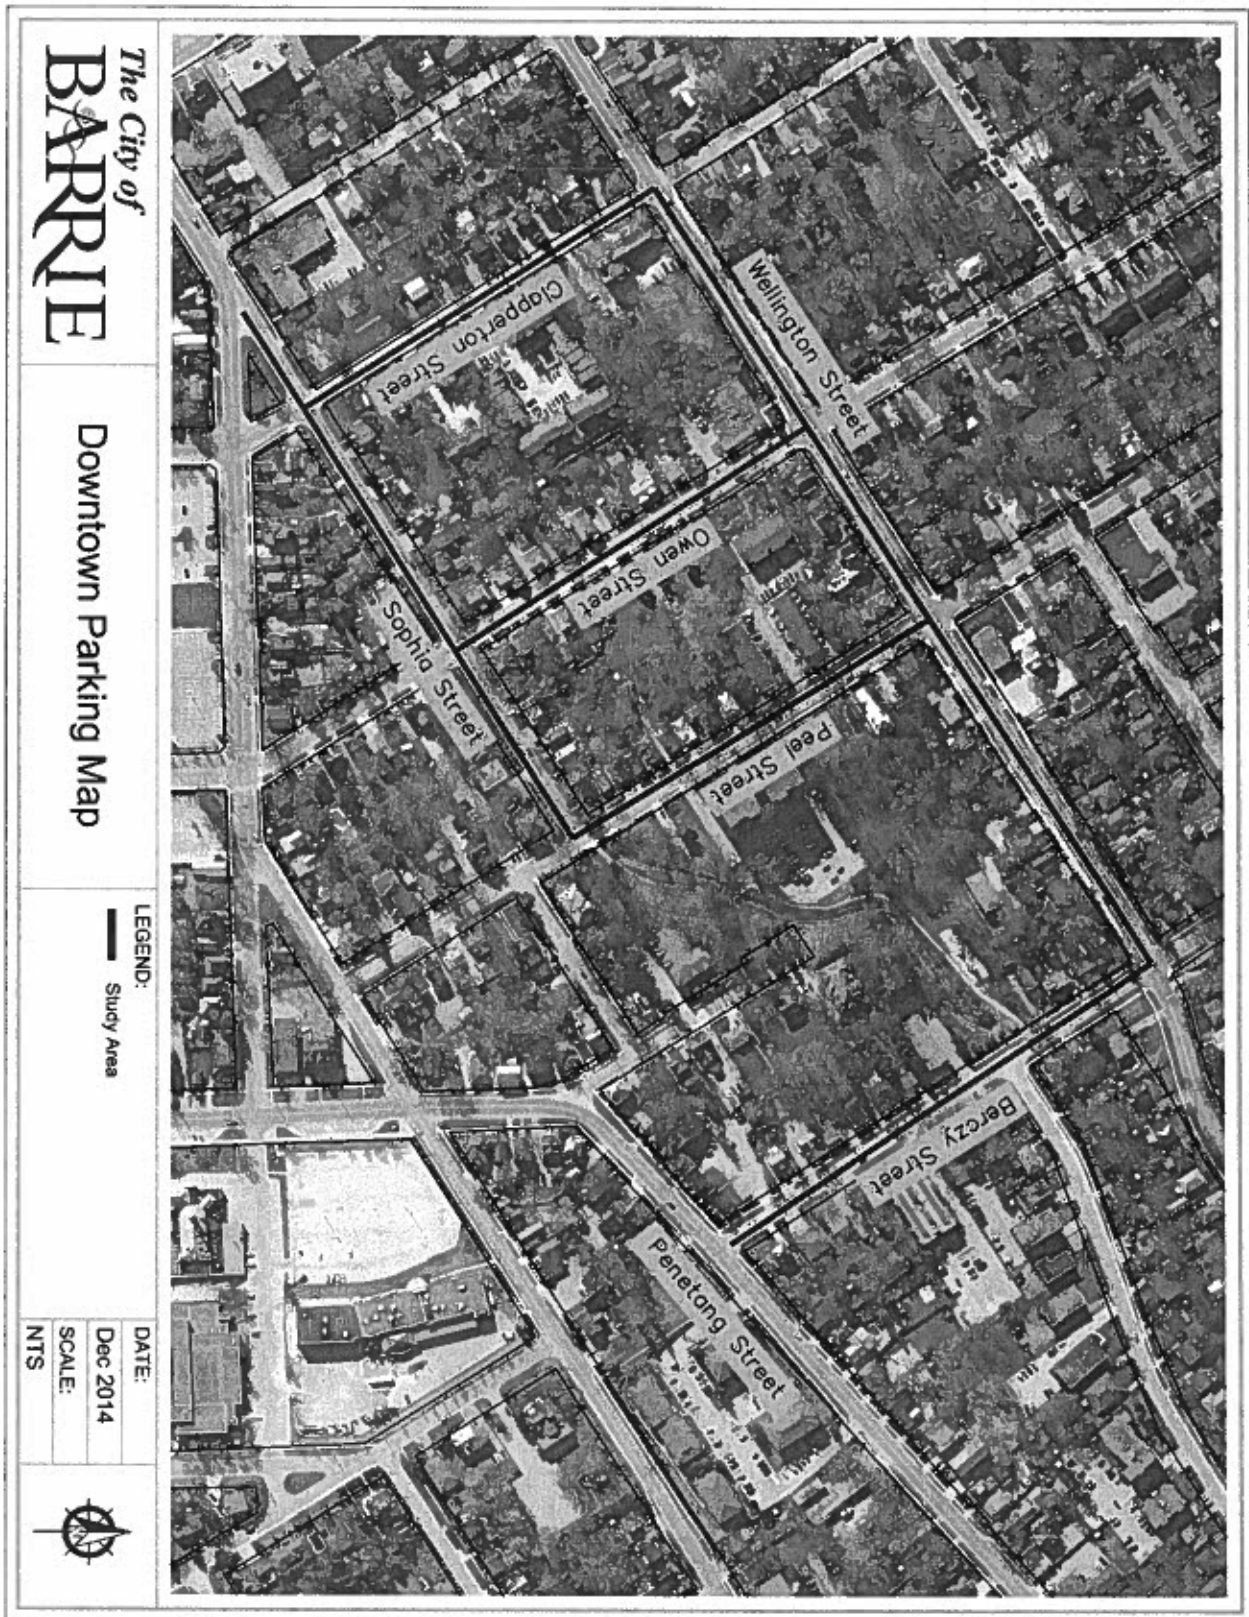 Wellington Street
Clapperton
Street
Owen Street
Sophia Street
Peel Street
Berczy Street
Penetang Street
The City of
BARRIE
Downtown Parking Map
LEGEND:
Study Area
DATE:
Dec 2014
SCALE:
NTS